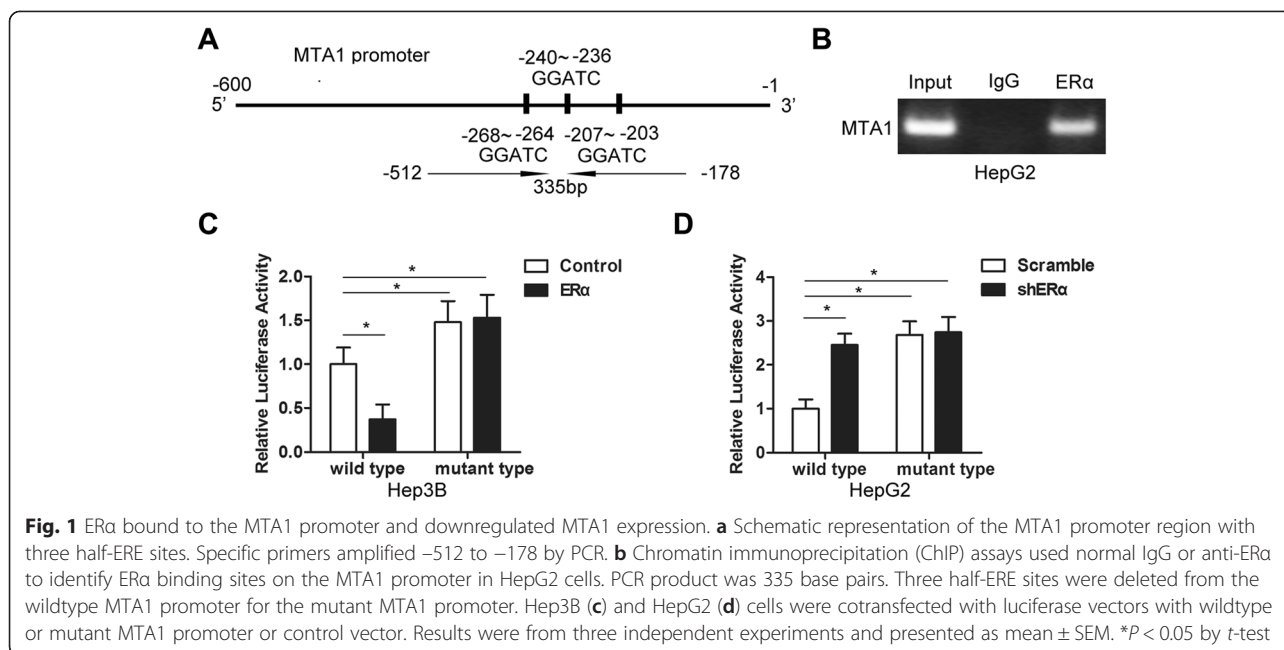 A
MTA1 promoter
-240~ -236
GGATC
-600
-1
5’
3’
-268~ -264
-207~ -203
GGATC
GGATC
-512
335bp
-178
B
Input IgG ERα
MTA1
HepG2
C
Relative Luciferase Activity
2.0
1.5
1.0
0.5
0.0
*
*
*
Control
ERα
wild type
mutant type
Hep3B
D
Relative Luciferase Activity
4
3
2
1
0
*
*
*
Scramble
shERα
wild type
mutant type
HepG2
Fig. 1 ERα bound to the MTA1 promoter and downregulated MTA1 expression. a Schematic representation of the MTA1 promoter region with
three half-ERE sites. Specific primers amplified –512 to −178 by PCR. b Chromatin immunoprecipitation (ChIP) assays used normal IgG or anti-ERα
to identify ERα binding sites on the MTA1 promoter in HepG2 cells. PCR product was 335 base pairs. Three half-ERE sites were deleted from the
wildtype MTA1 promoter for the mutant MTA1 promoter. Hep3B (c) and HepG2 (d) cells were cotransfected with luciferase vectors with wildtype
or mutant MTA1 promoter or control vector. Results were from three independent experiments and presented as mean ± SEM. *P < 0.05 by t-test